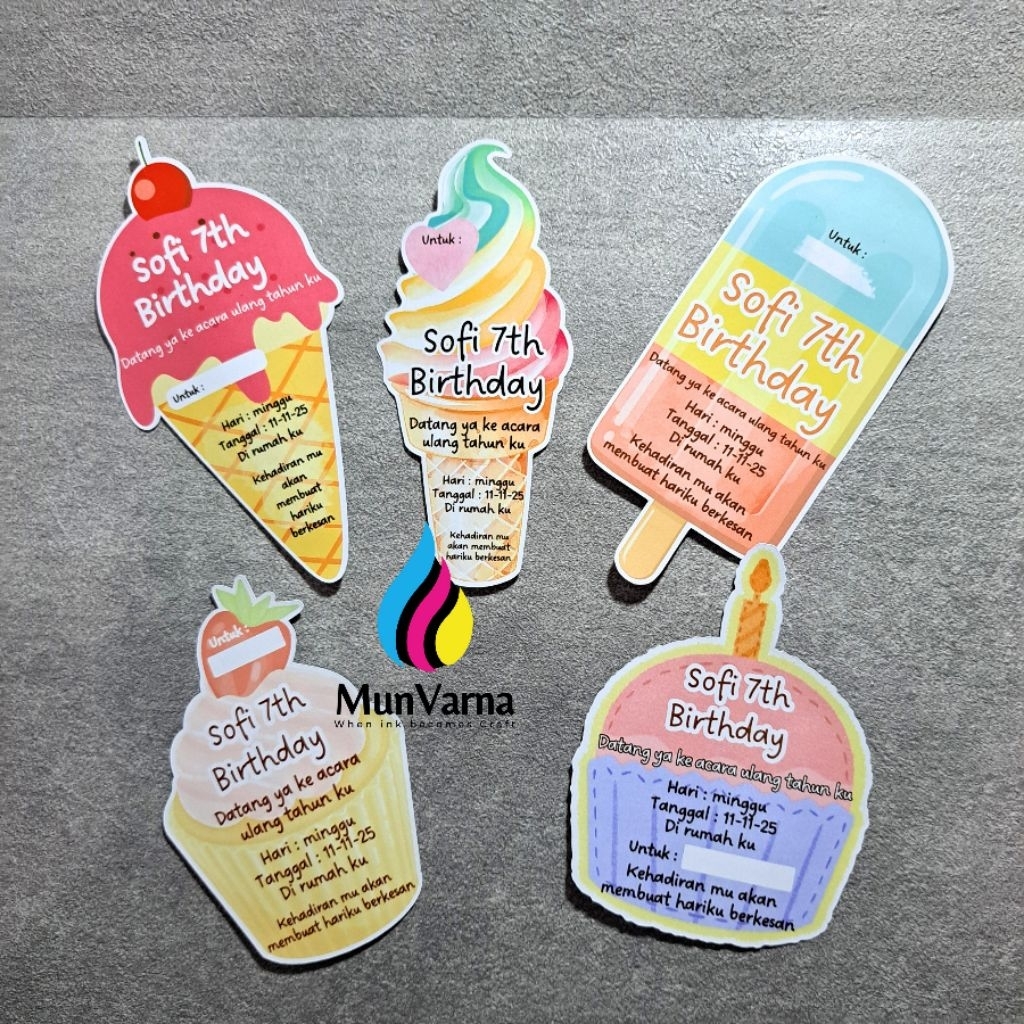 Sofi 7th
Birthday
Datang ya ke acara ulang tahun ku
Untuk :
Hari : minggu
Tanggal : 11-11-25
Di rumah ku
Kehadiran mu
akan
membuat
hariku
berkesan
Untuk :
Sofi 7th
Birthday
Datang ya ke acara
ulang tahun ku
Hari : minggu
Tanggal : 11-11-25
Di rumah ku
Kehadiran mu
akan membuat
hariku berkesan
Untuk :
Sofi 7th
Birthday
Datang ya ke acara ulang tahun ku
Hari : minggu
Tanggal : 11-11-25
Di rumah ku
Kehadiran mu akan
membuat hariku berkesan
Untuk :
Sofi 7th
Birthday
Datang ya ke acara
ulang tahun ku
Hari : minggu
Tanggal : 11-11-25
Di rumah ku
Kehadiran mu akan
membuat hariku berkesan
MunVarna
When ink becomes Craft
Sofi 7th
Birthday
Datang ya ke acara ulang tahun ku
Hari : minggu
Tanggal : 11-11-25
Di rumah ku
Untuk :
Kehadiran mu akan
membuat hariku berkesan